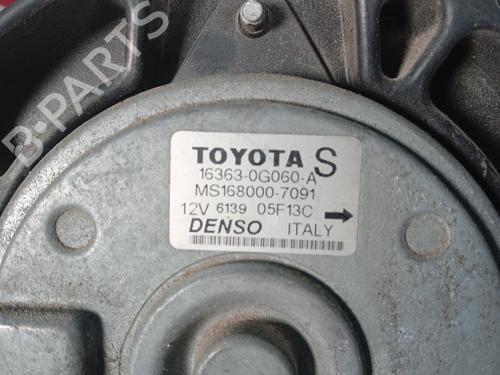 B-PARTS
TOYOTA S
16363-0G060-A
MS168000-7091
12V 6139 05F13C
DENSO ITALY